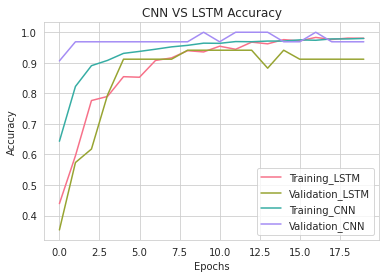 CNN VS LSTM Accuracy
1.0
0.9
0.8
0.7
0.6
0.5
0.4
Accuracy
Training_LSTM
Validation_LSTM
Training_CNN
Validation_CNN
0.0 2.5 5.0 7.5 10.0 12.5 15.0 17.5
Epochs